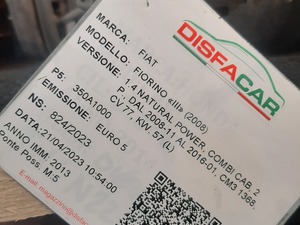 DISFACAR
MARCA: FIAT
MODELLO: FIORINO «III» (2008)
VERSIONE: 1.4 NATURAL POWER, COMBI CAB. 2
P. DAL 2008-11 AL 2016-01, CM3 1368,
CV 77, KW. 57 (L)
P5: 350A1000
/EMISSIONE: EURO 5
NS: 824/2023
DATA: 21/04/2023 10:54:00
ANNO IMM. 2013
Fonte Poss. M/5